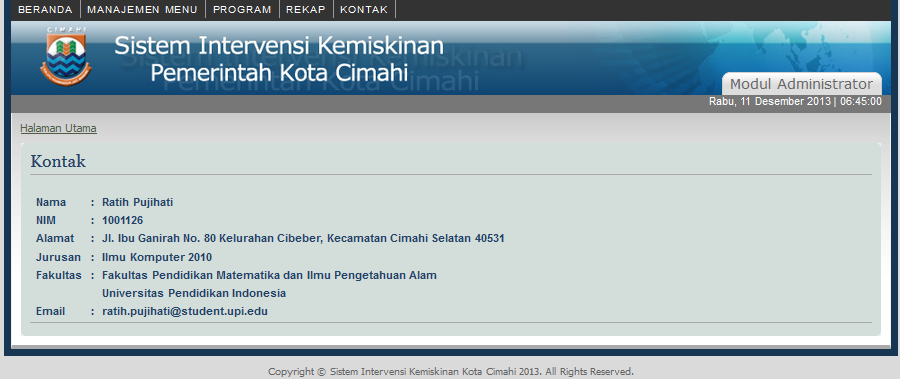 BERANDA MANAJEMEN MENU PROGRAM REKAP KONTAK
CIMAHI
Sistem Intervensi Kemiskinan
Pemerintah Kota Cimahi
Modul Administrator
Rabu, 11 Desember 2013 | 06:45:00
Halaman Utama
Kontak
Nama : Ratih Pujihati
NIM : 1001126
Alamat : Jl. Ibu Ganirah No. 80 Kelurahan Cibeber, Kecamatan Cimahi Selatan 40531
Jurusan : Ilmu Komputer 2010
Fakultas : Fakultas Pendidikan Matematika dan Ilmu Pengetahuan Alam
Universitas Pendidikan Indonesia
Email : ratih.pujihati@student.upi.edu
Copyright © Sistem Intervensi Kemiskinan Kota Cimahi 2013. All Rights Reserved.